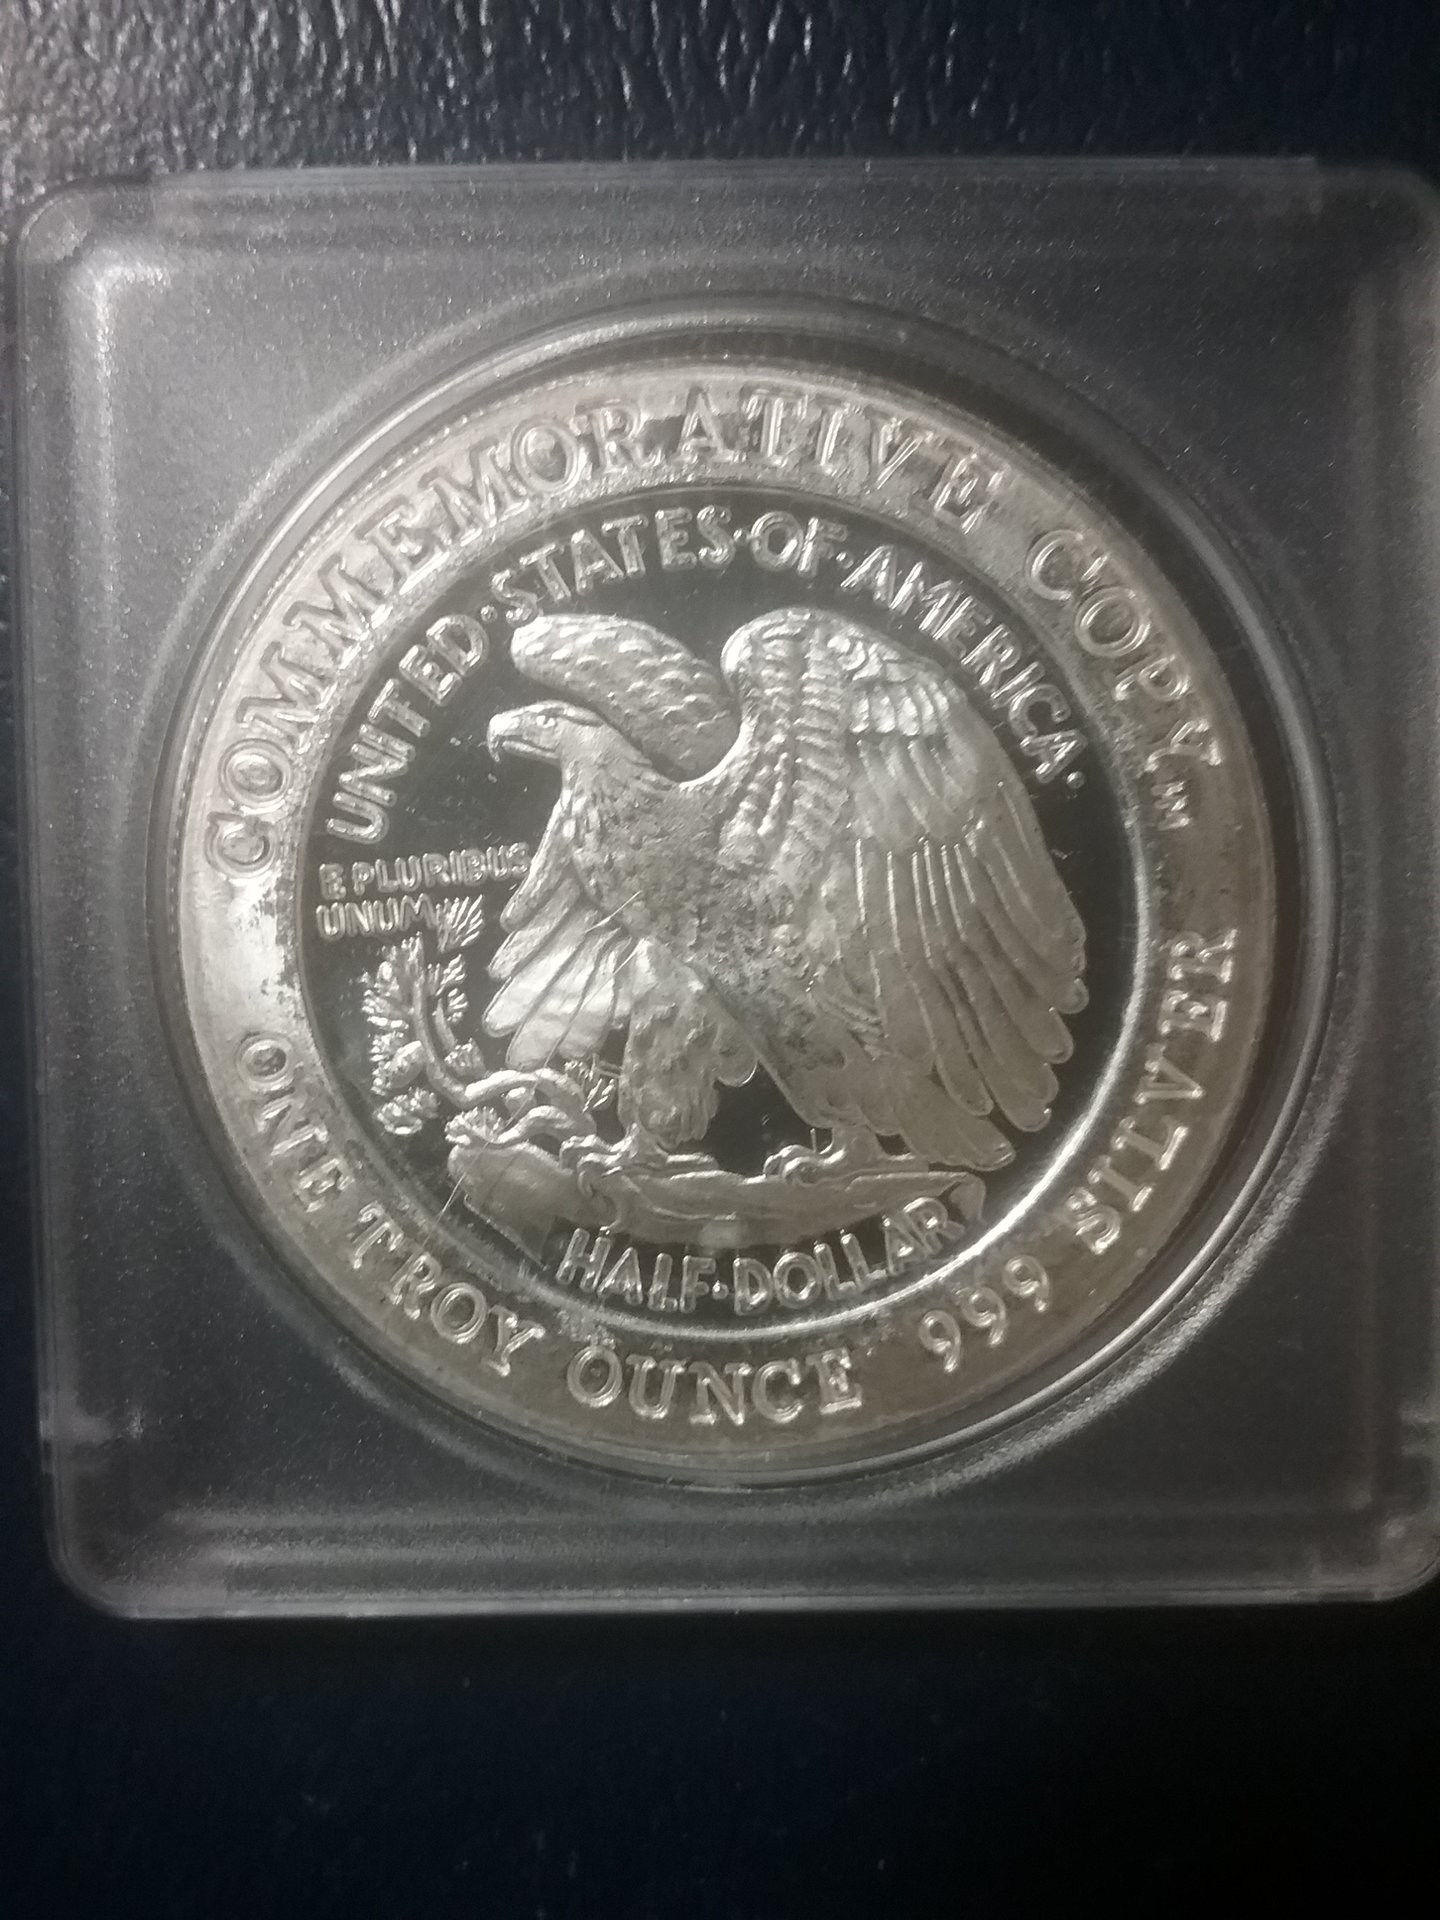 COMMEMORATIVE COPY
UNITED·STATES·OF·AMERICA·
E PLURIBUS
UNUM
HALF·DOLLAR
ONE TROY OUNCE 999 SILVER